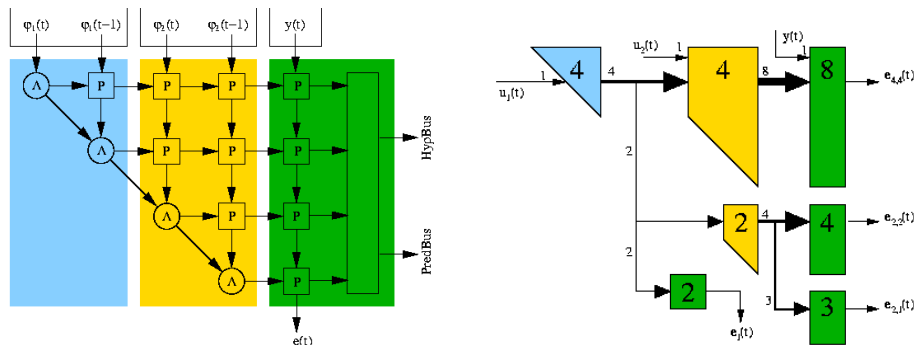 φ₁(t) φ₁(t−1) φ₂(t) φ₂(t−1) y(t)
Λ P P P P
Λ P P P
Λ P P
Λ P
HypBus
PredBus
e(t)
u₂(t) 1 y(t) 1
u₁(t) 1 4 4 4 8 8 e₄,₄(t)
2
2 4 4 e₂,₂(t)
2
2 3 3 e₂,₁(t)
e₁(t)